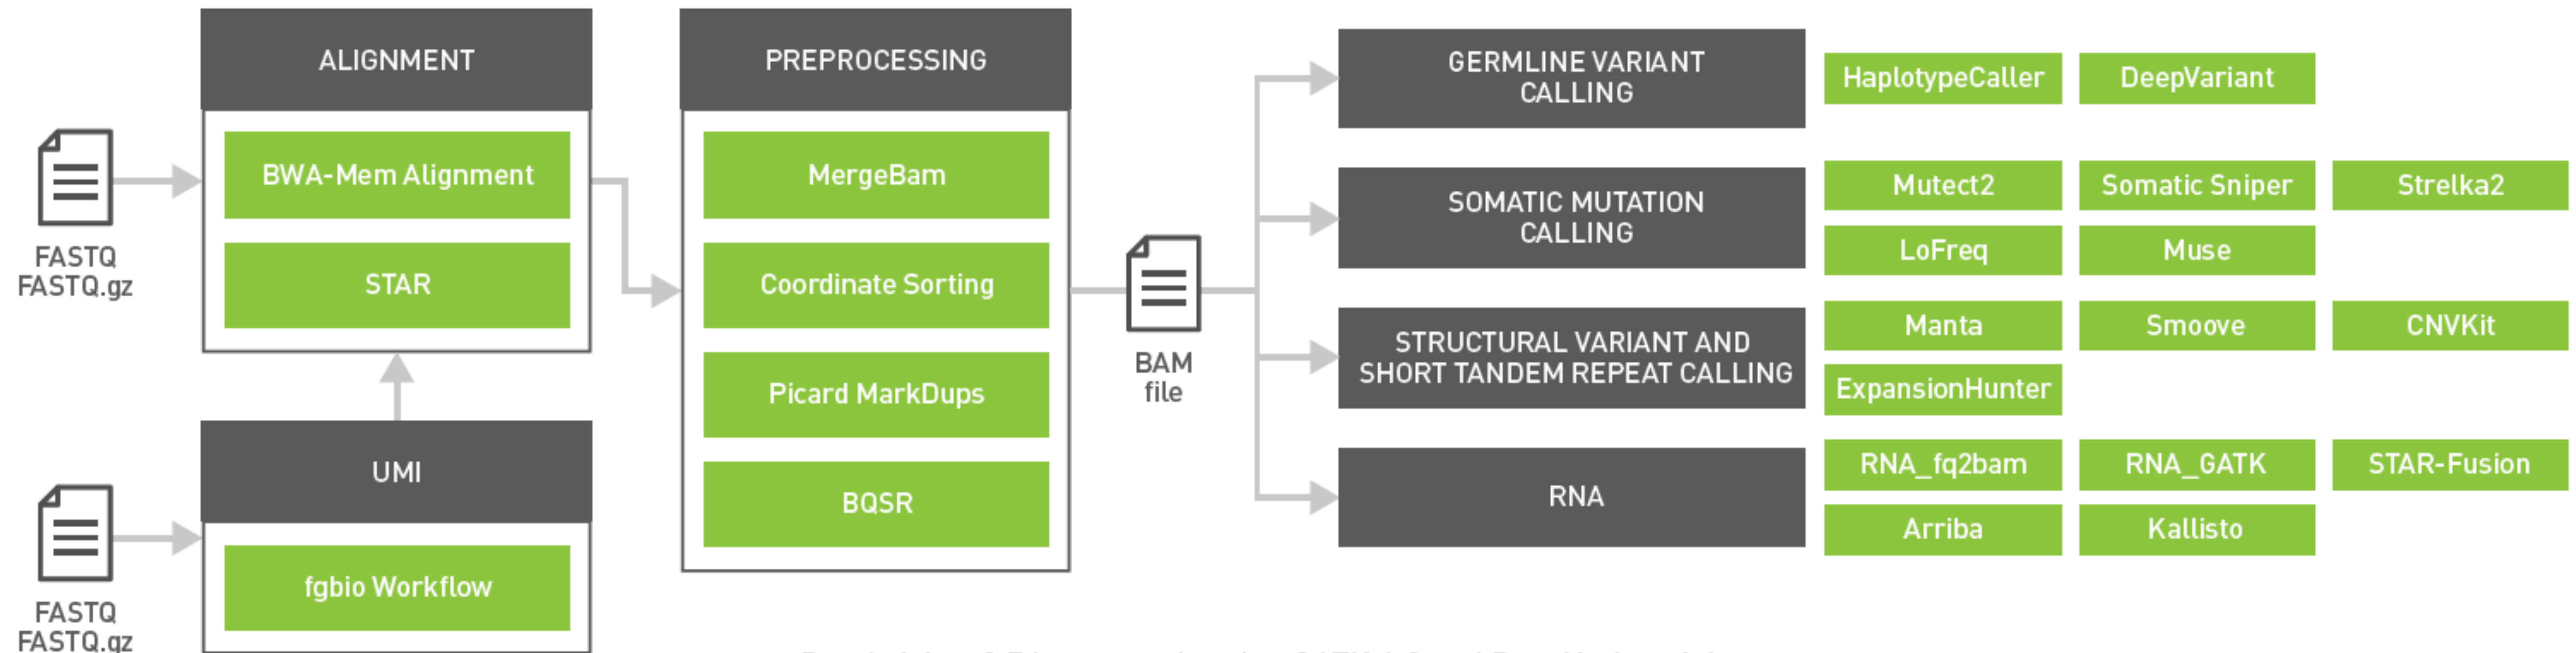 ALIGNMENT
BWA-Mem Alignment
STAR
FASTQ
FASTQ.gz
UMI
fgbio Workflow
FASTQ
FASTQ.gz
PREPROCESSING
MergeBam
Coordinate Sorting
Picard MarkDups
BQSR
BAM
file
GERMLINE VARIANT
CALLING
HaplotypeCaller
DeepVariant
SOMATIC MUTATION
CALLING
Mutect2
Somatic Sniper
Strelka2
LoFreq
Muse
STRUCTURAL VARIANT AND
SHORT TANDEM REPEAT CALLING
Manta
Smoove
CNVKit
ExpansionHunter
RNA
RNA_fq2bam
RNA_GATK
STAR-Fusion
Arriba
Kallisto